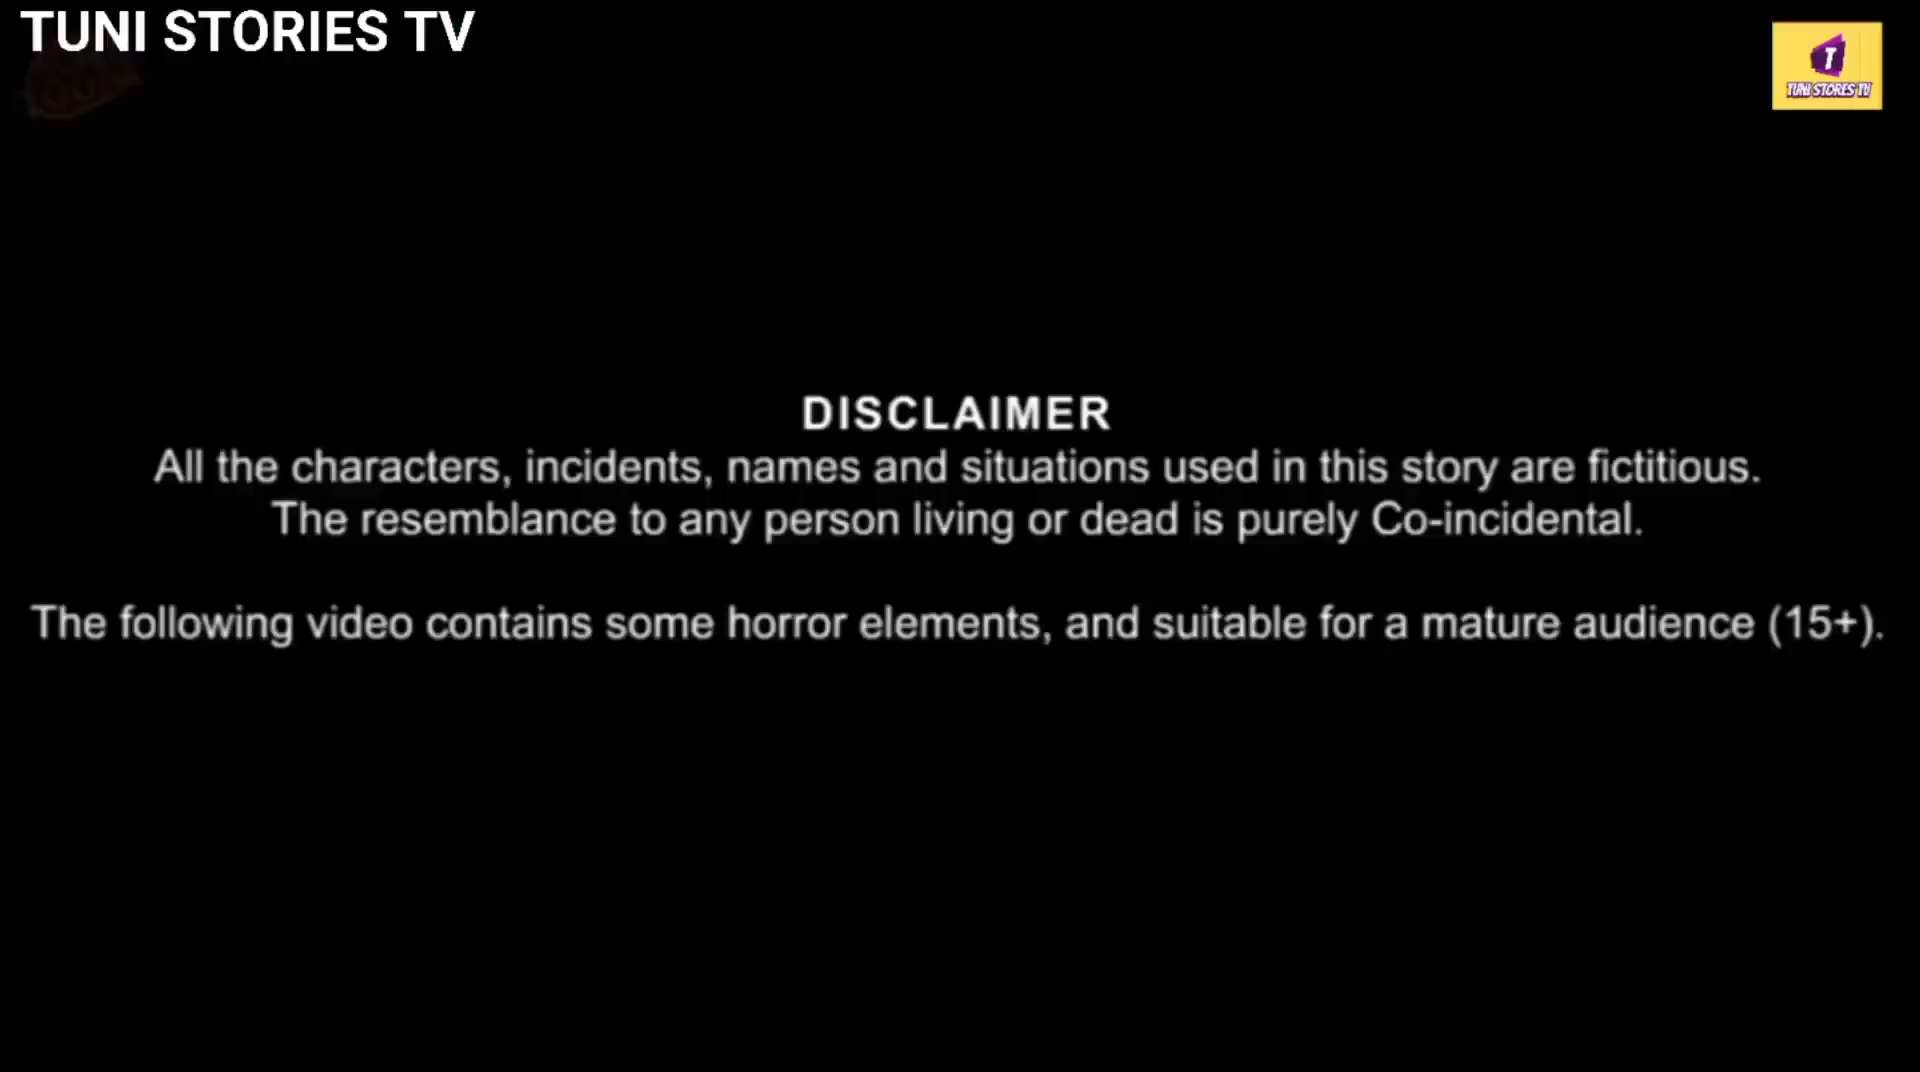 TUNI STORIES TV
T
TUNI STORES TV
DISCLAIMER
All the characters, incidents, names and situations used in this story are fictitious.
The resemblance to any person living or dead is purely Co-incidental.
The following video contains some horror elements, and suitable for a mature audience (15+).